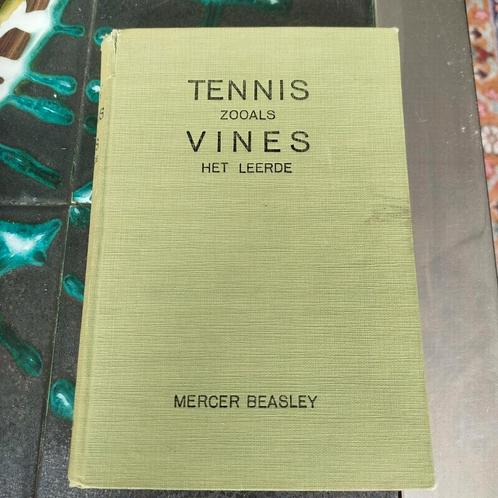 TENNIS
ZOOALS
VINES
HET LEERDE
MERCER BEASLEY